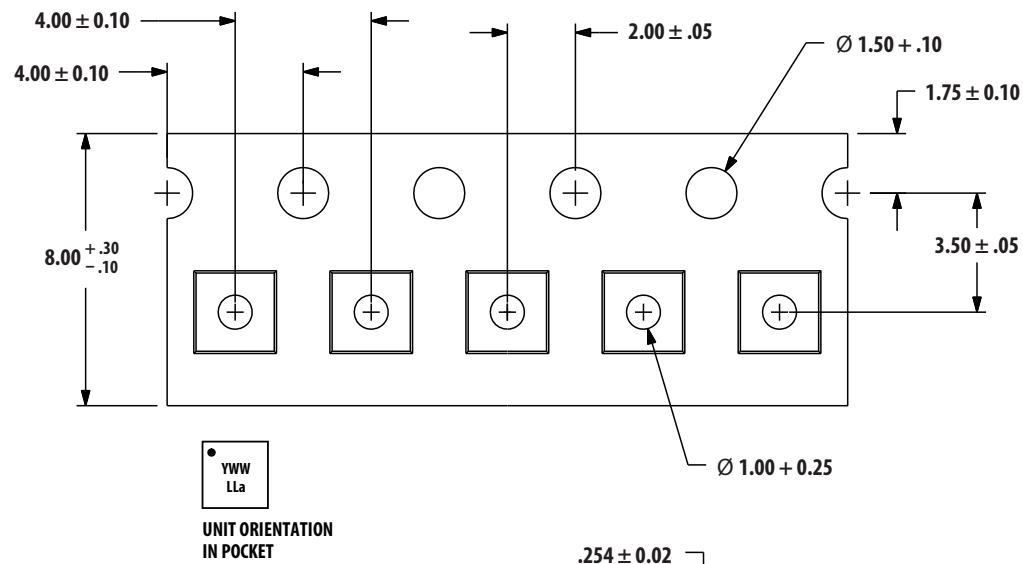 4.00 ± 0.10
2.00 ± .05
Ø 1.50 + .10
4.00 ± 0.10
1.75 ± 0.10
8.00 + .30 – .10
3.50 ± .05
Ø 1.00 + 0.25
YWW
LLa
UNIT ORIENTATION
IN POCKET
.254 ± 0.02